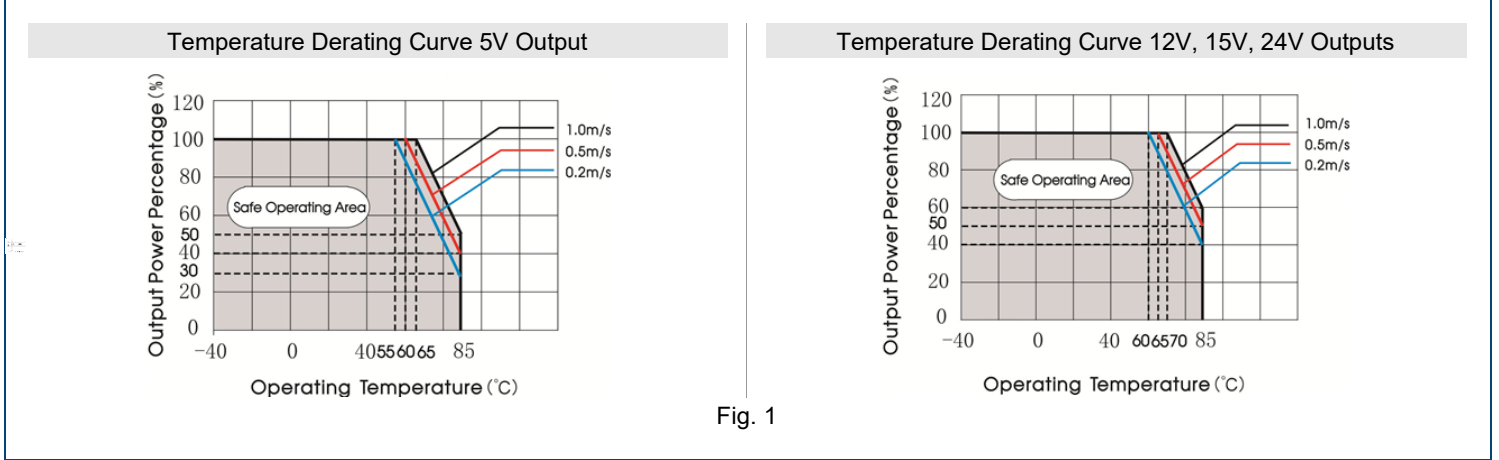 Temperature Derating Curve 5V Output
Output Power Percentage (%)
120
100
80
60
50
40
30
20
0
-40
0
40
55
60
65
85
Operating Temperature (°C)
Safe Operating Area
1.0m/s
0.5m/s
0.2m/s
Temperature Derating Curve 12V, 15V, 24V Outputs
Output Power Percentage (%)
120
100
80
60
50
40
20
0
-40
0
40
60
65
70
85
Operating Temperature (°C)
Safe Operating Area
1.0m/s
0.5m/s
0.2m/s
Fig. 1